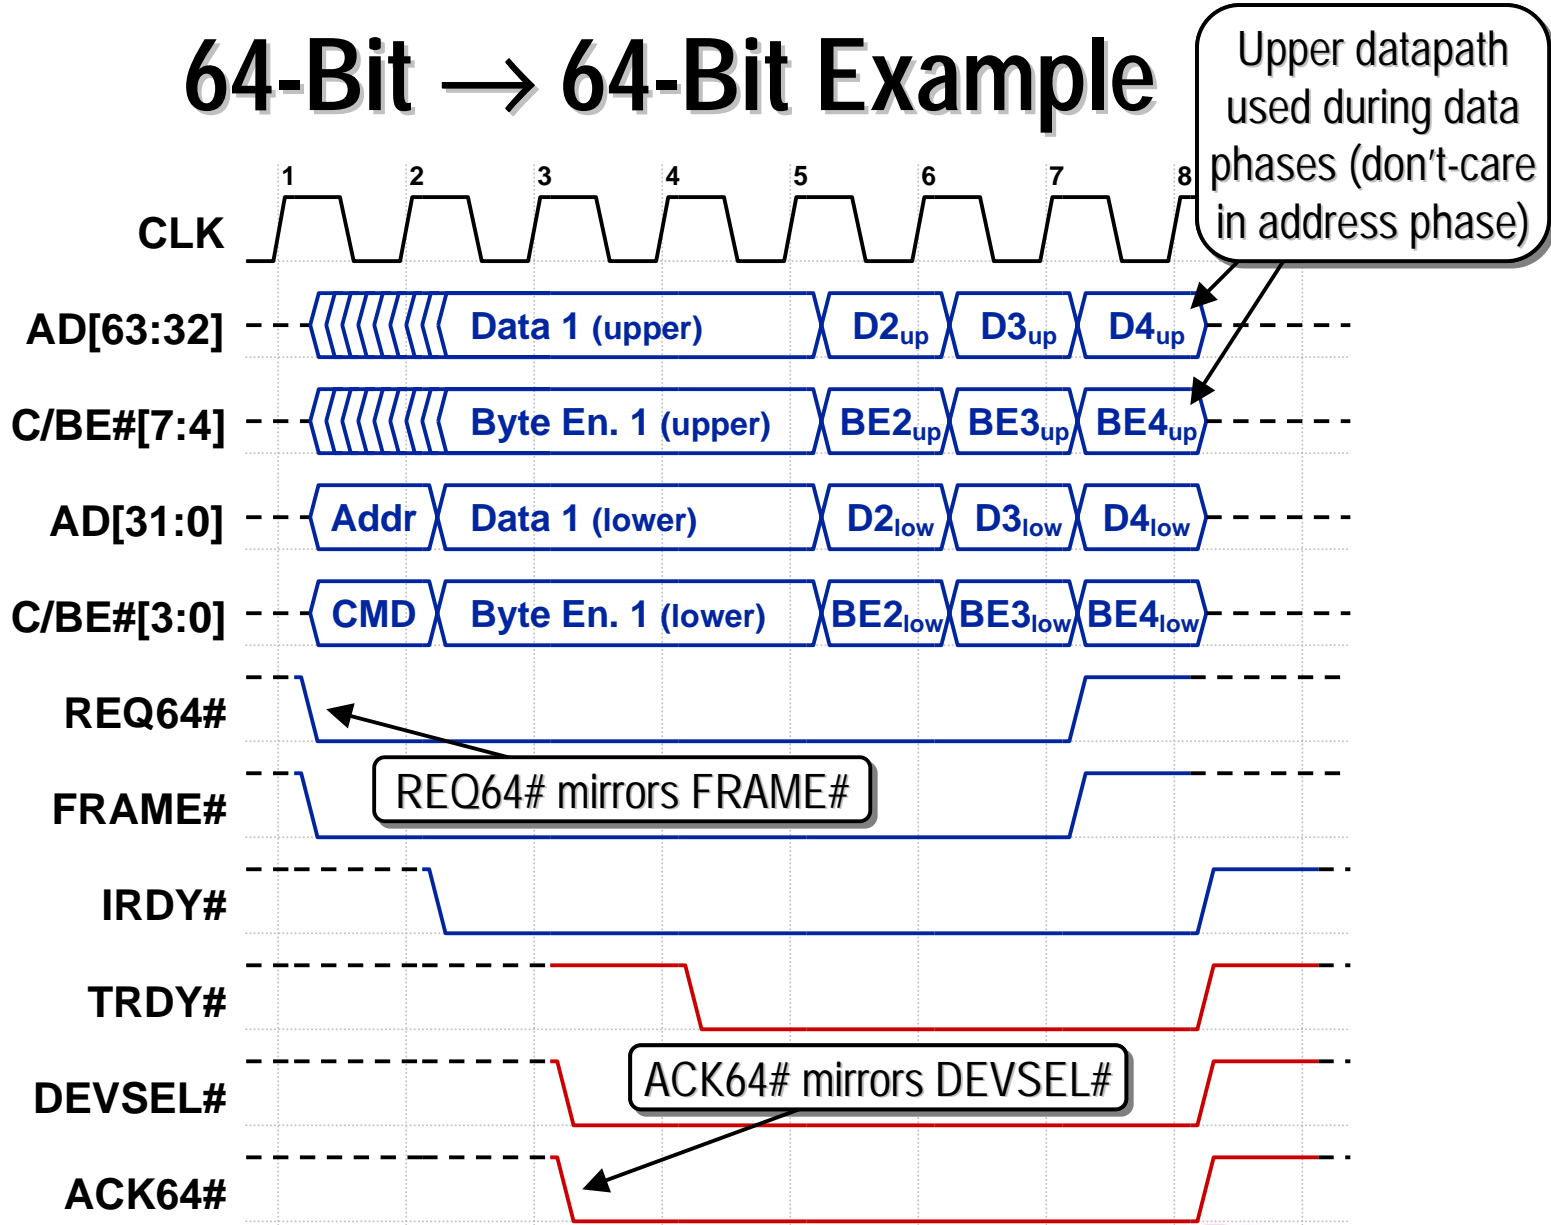 64-Bit → 64-Bit Example
Upper datapath
used during data
phases (don't-care
in address phase)
1 2 3 4 5 6 7 8
CLK
AD[63:32] Data 1 (upper) D2up D3up D4up
C/BE#[7:4] Byte En. 1 (upper) BE2up BE3up BE4up
AD[31:0] Addr Data 1 (lower) D2low D3low D4low
C/BE#[3:0] CMD Byte En. 1 (lower) BE2low BE3low BE4low
REQ64#
REQ64# mirrors FRAME#
FRAME#
IRDY#
TRDY#
ACK64# mirrors DEVSEL#
DEVSEL#
ACK64#